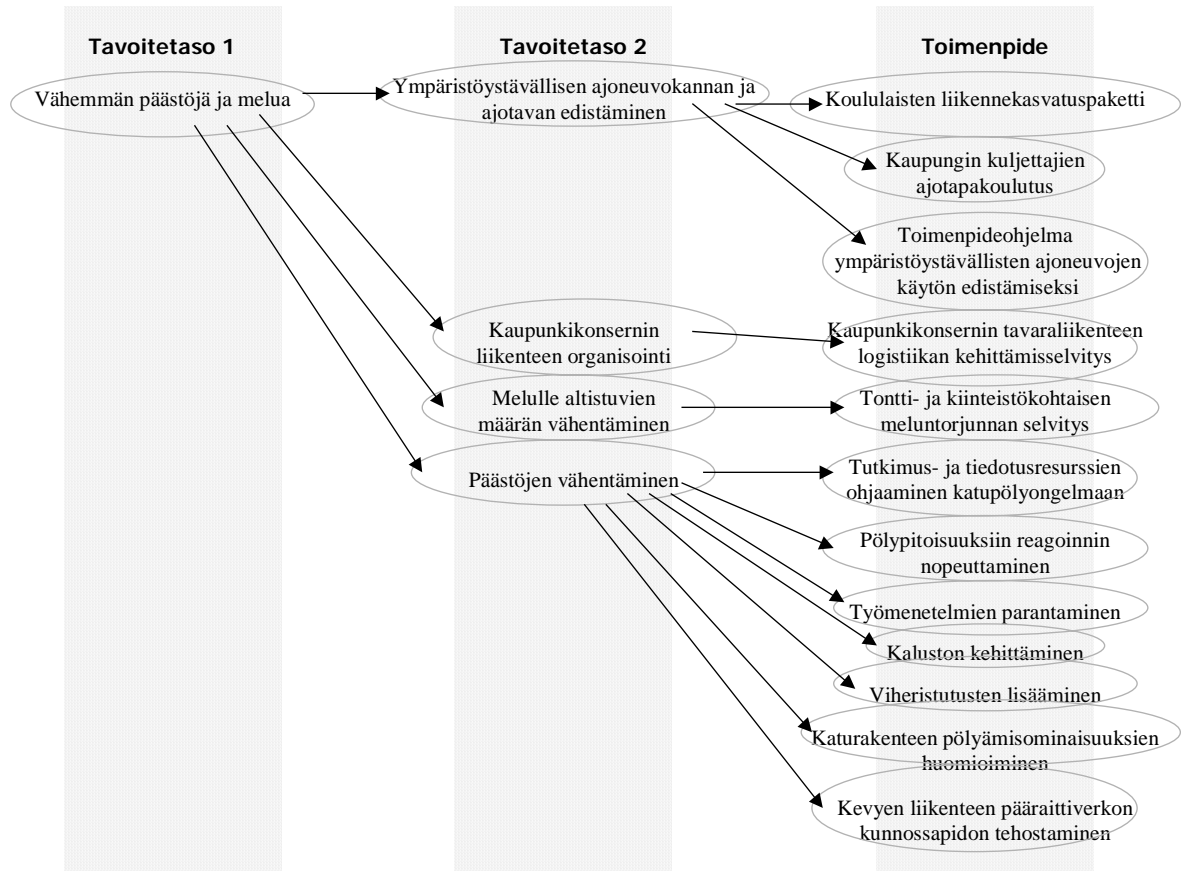 Tavoitetaso 1
Tavoitetaso 2
Toimenpide
Vähemmän päästöjä ja melua
Ympäristöystävällisen ajoneuvokannan ja
ajotavan edistäminen
Koululaisten liikennekasvatuspaketti
Kaupungin kuljettajien
ajotapakoulutus
Toimenpideohjelma
ympäristöystävällisten ajoneuvojen
käytön edistämiseksi
Kaupunkikonsernin
liikenteen organisointi
Kaupunkikonsernin tavaraliikenteen
logistiikan kehittämisselvitys
Melulle altistuvien
määrän vähentäminen
Tontti- ja kiinteistökohtaisen
meluntorjunnan selvitys
Päästöjen vähentäminen
Tutkimus- ja tiedotusresurssien
ohjaaminen katupölyongelmaan
Pölypitoisuuksiin reagoinnin
nopeuttaminen
Työmenetelmien parantaminen
Kaluston kehittäminen
Viheristutusten lisääminen
Katurakenteen pölyämisominaisuuksien
huomioiminen
Kevyen liikenteen pääraittiverkon
kunnossapidon tehostaminen